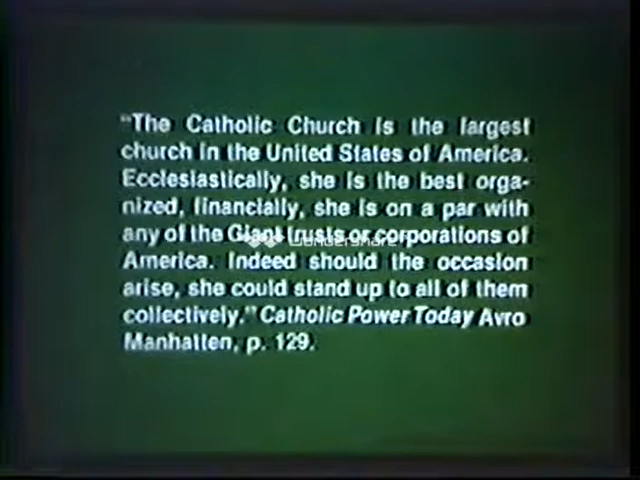 "The Catholic Church is the largest
church in the United States of America.
Ecclesiastically, she is the best orga-
nized, financially, she is on a par with
any of the Giant Trusts or corporations of
America. Indeed should the occasion
arise, she could stand up to all of them
collectively." Catholic Power Today Avro
Manhatten, p. 129.
Wondershare